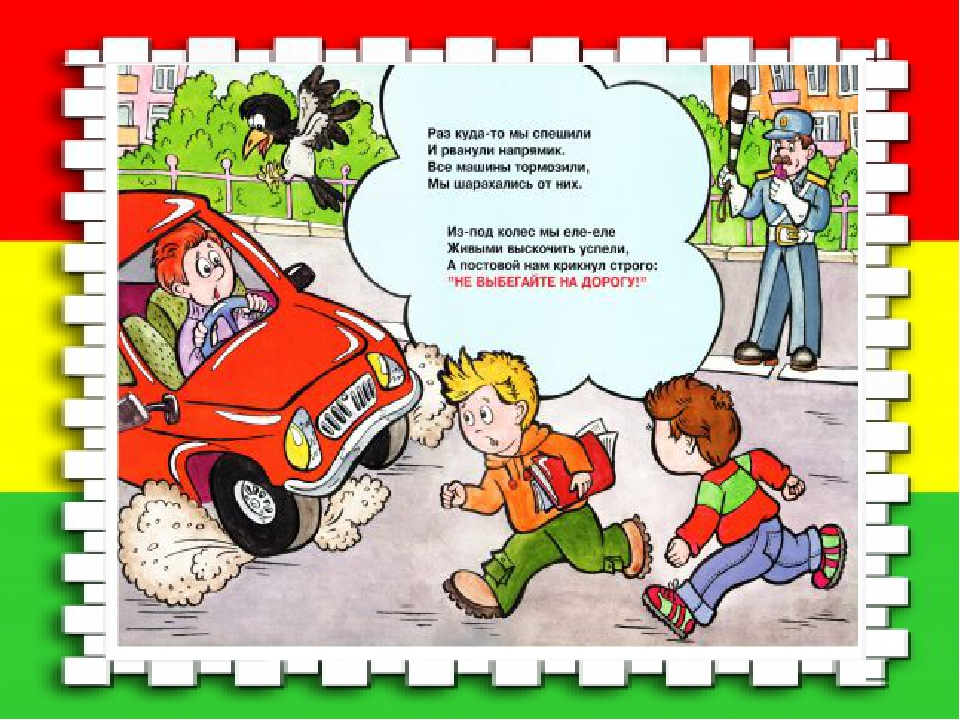 Раз куда-то мы спешили
И рванули напрямик.
Все машины тормозили,
Мы шарахались от них.
Из-под колес мы еле-еле
Живыми выскочить успели,
А постовой нам крикнул строго:
"НЕ ВЫБЕГАЙТЕ НА ДОРОГУ!"